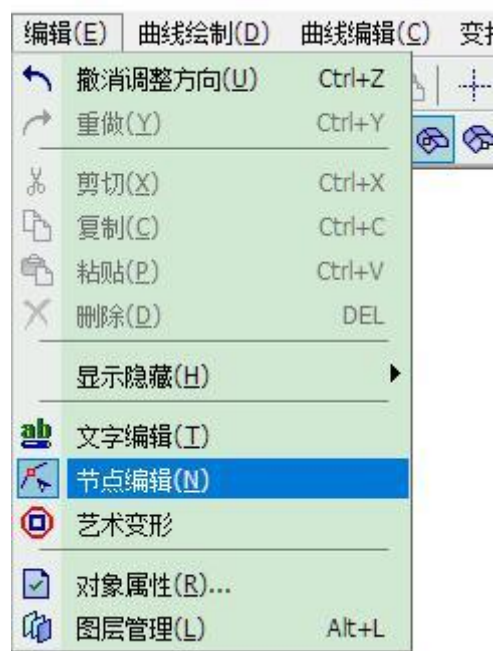 编辑(E) 曲线绘制(D) 曲线编辑(C)
撤消调整方向(U) Ctrl+Z
重做(Y) Ctrl+Y
剪切(X) Ctrl+X
复制(C) Ctrl+C
粘贴(P) Ctrl+V
删除(D) DEL
显示隐藏(H)
ab 文字编辑(T)
节点编辑(N)
艺术变形
对象属性(R)...
图层管理(L) Alt+L